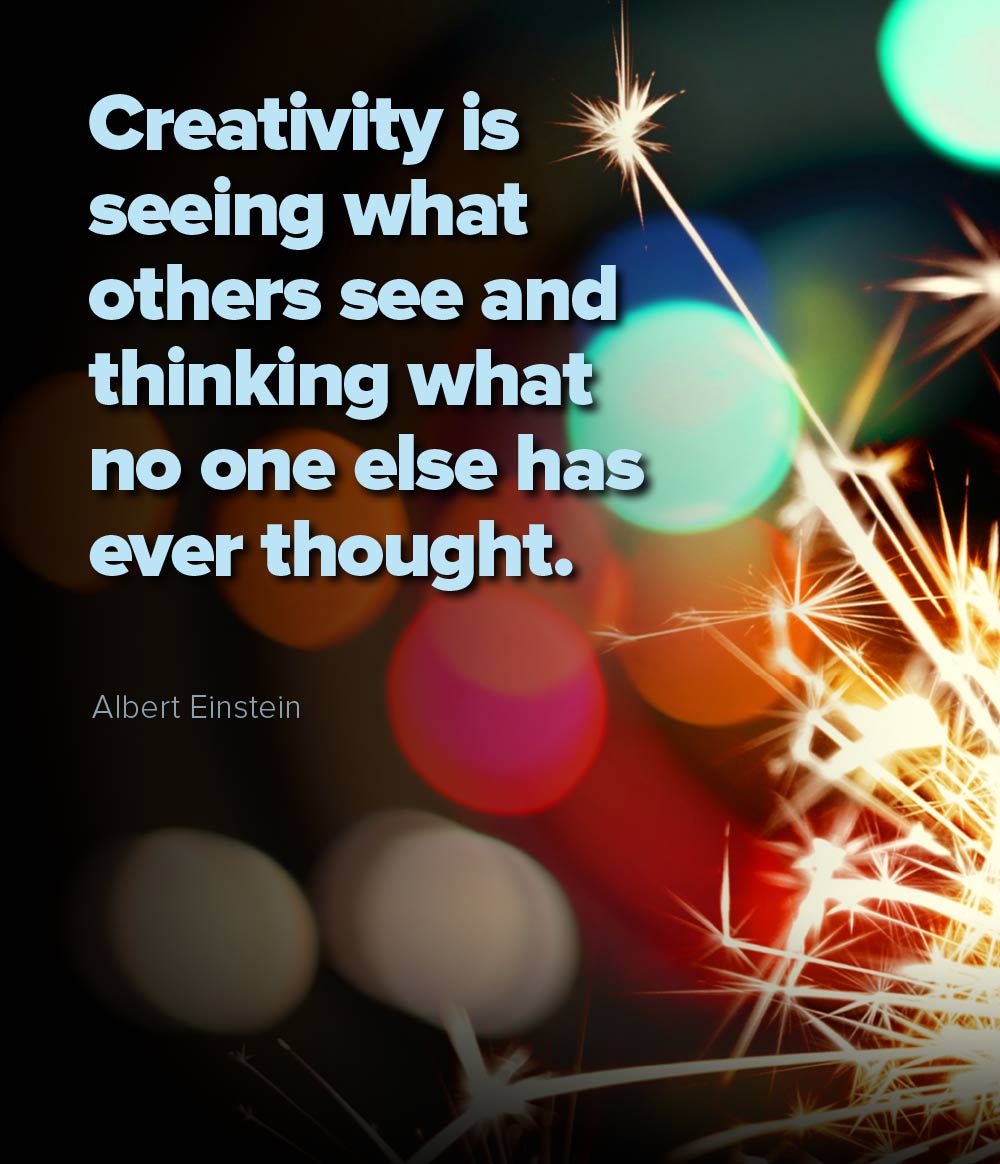 Creativity is
seeing what
others see and
thinking what
no one else has
ever thought.
Albert Einstein